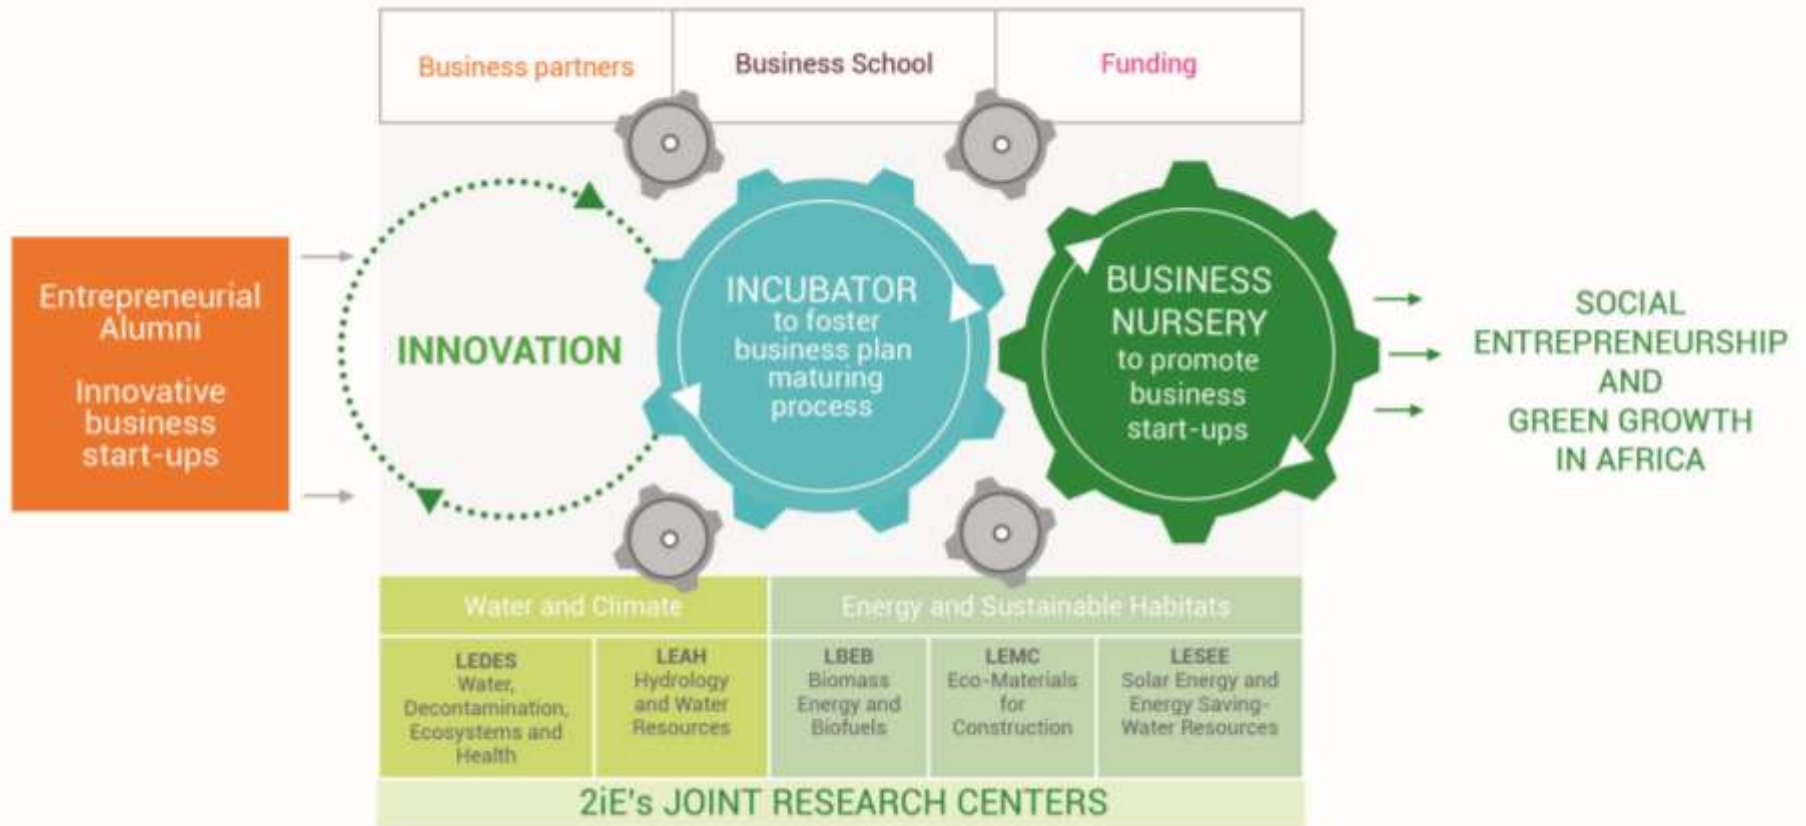 Business partners
Business School
Funding
Entrepreneurial
Alumni
Innovative
business
start-ups
INNOVATION
INCUBATOR
to foster
business plan
maturing
process
BUSINESS
NURSERY
to promote
business
start-ups
SOCIAL
ENTREPRENEURSHIP
AND
GREEN GROWTH
IN AFRICA
Water and Climate
Energy and Sustainable Habitats
LEDES
Water,
Decontamination,
Ecosystems and
Health
LEAH
Hydrology
and Water
Resources
LBEB
Biomass
Energy and
Biofuels
LEMC
Eco-Materials
for
Construction
LESEE
Solar Energy and
Energy Saving-
Water Resources
2iE's JOINT RESEARCH CENTERS